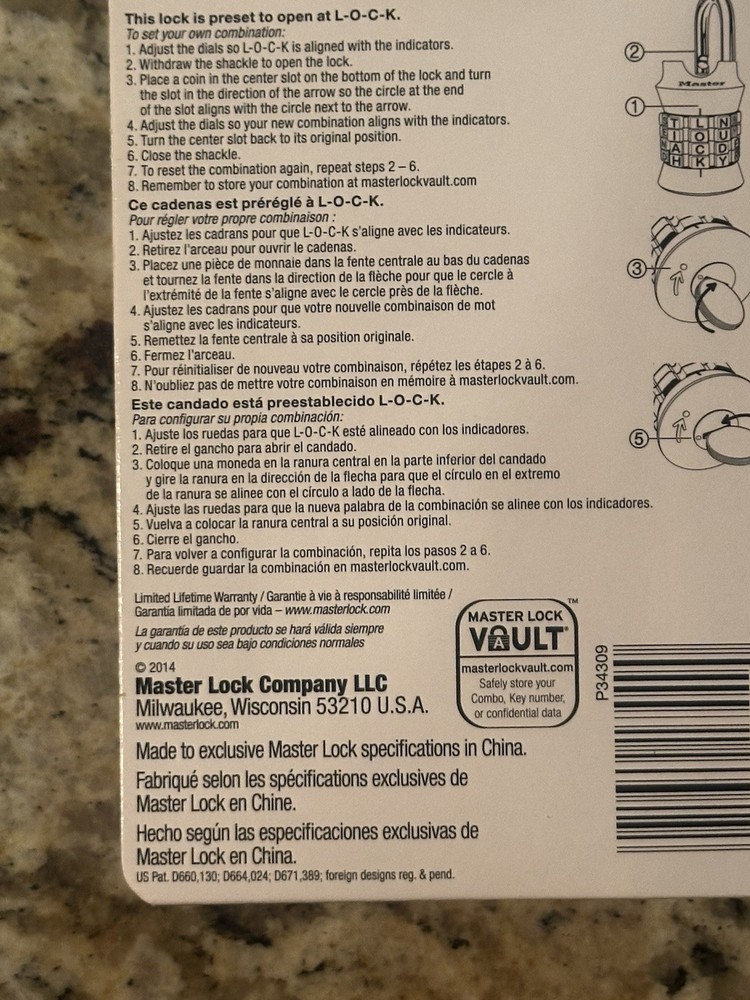 This lock is preset to open at L-O-C-K.
To set your own combination:
1. Adjust the dials so L-O-C-K is aligned with the indicators.
2. Withdraw the shackle to open the lock.
3. Place a coin in the center slot on the bottom of the lock and turn
the slot in the direction of the arrow so the circle at the end
of the slot aligns with the circle next to the arrow.
4. Adjust the dials so your new combination aligns with the indicators.
5. Turn the center slot back to its original position.
6. Close the shackle.
7. To reset the combination again, repeat steps 2 – 6.
8. Remember to store your combination at masterlockvault.com
Ce cadenas est préréglé à L-O-C-K.
Pour régler votre propre combinaison :
1. Ajustez les cadrans pour que L-O-C-K s'aligne avec les indicateurs.
2. Retirez l'arceau pour ouvrir le cadenas.
3. Placez une pièce de monnaie dans la fente centrale au bas du cadenas
et tournez la fente dans la direction de la flèche pour que le cercle à
l'extrémité de la fente s'aligne avec le cercle près de la flèche.
4. Ajustez les cadrans pour que votre nouvelle combinaison de mot
s'aligne avec les indicateurs.
5. Remettez la fente centrale à sa position originale.
6. Fermez l'arceau.
7. Pour réinitialiser de nouveau votre combinaison, répétez les étapes 2 à 6.
8. N'oubliez pas de mettre votre combinaison en mémoire à masterlockvault.com.
Este candado está preestablecido L-O-C-K.
Para configurar su propia combinación:
1. Ajuste los ruedas para que L-O-C-K esté alineado con los indicadores.
2. Retire el gancho para abrir el candado.
3. Coloque una moneda en la ranura central en la parte inferior del candado
y gire la ranura en la dirección de la flecha para que el círculo en el extremo
de la ranura se alinee con el círculo a lado de la flecha.
4. Ajuste las ruedas para que la nueva palabra de la combinación se alinee con los indicadores.
5. Vuelva a colocar la ranura central a su posición original.
6. Cierre el gancho.
7. Para volver a configurar la combinación, repita los pasos 2 a 6.
8. Recuerde guardar la combinación en masterlockvault.com.
2
Master
1
T L N
I O U
A C D
H K Y
3
5
Limited Lifetime Warranty / Garantie à vie à responsabilité limitée /
Garantía limitada de por vida – www.masterlock.com
La garantía de este producto se hará válida siempre
y cuando su uso sea bajo condiciones normales
© 2014
Master Lock Company LLC
Milwaukee, Wisconsin 53210 U.S.A.
www.masterlock.com
MASTER LOCK ™
VAULT®
masterlockvault.com
Safely store your
Combo, Key number,
or confidential data
P34309
Made to exclusive Master Lock specifications in China.
Fabriqué selon les spécifications exclusives de
Master Lock en Chine.
Hecho según las especificaciones exclusivas de
Master Lock en China.
US Pat. D660,130; D664,024; D671,389; foreign designs reg. & pend.